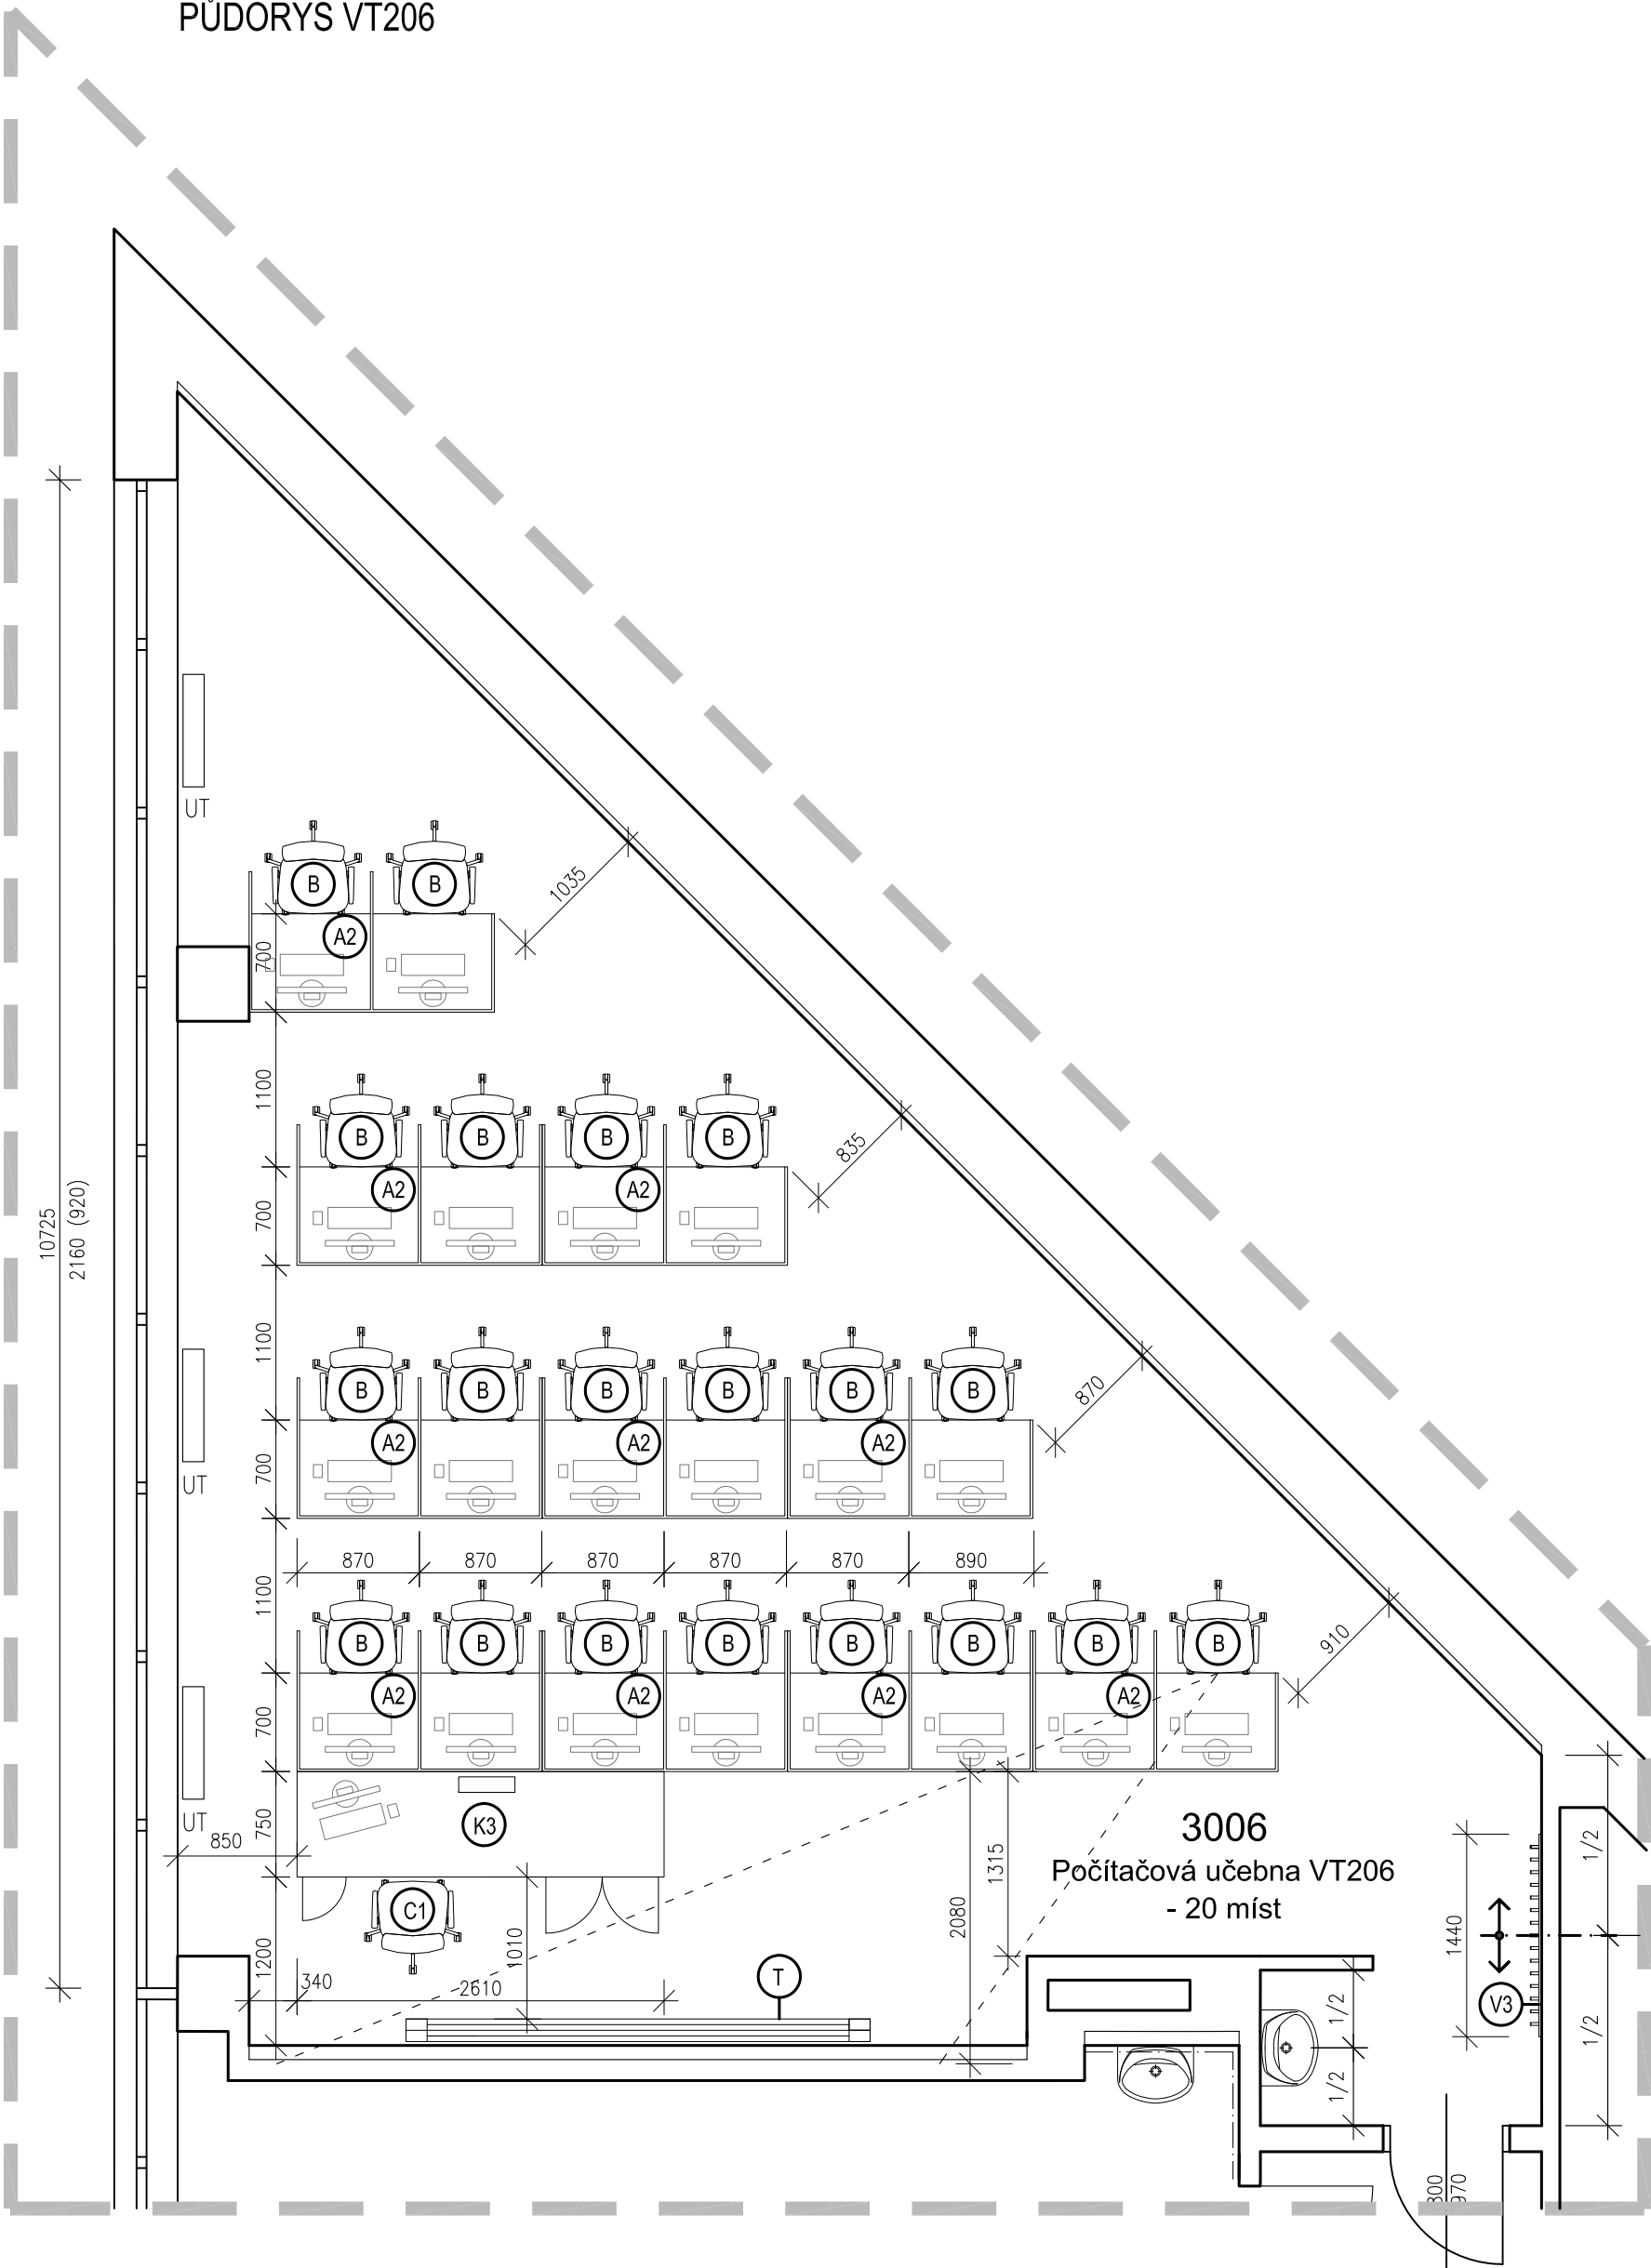 PŮDORYS VT206
UT
B
B
1035
A2
700
1100
B
B
B
B
835
A2
A2
700
10725
2160 (920)
1100
B
B
B
B
B
B
870
A2
A2
A2
700
UT
870
870
870
870
870
890
1100
B
B
B
B
B
B
B
B
910
A2
A2
A2
A2
700
UT
850
750
K3
1315
3006
Počítačová učebna VT206
- 20 míst
1/2
C1
1010
2080
1440
1200
340
2610
T
V3
1/2
1/2
1/2
800
970